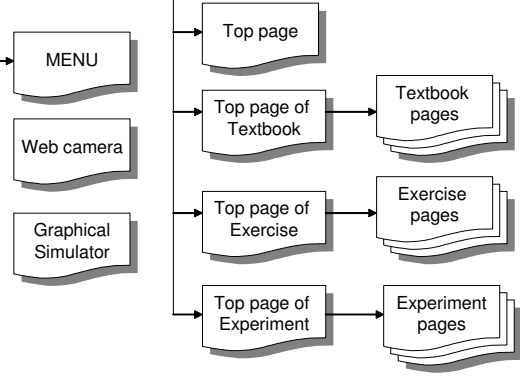 MENU
Web camera
Graphical
Simulator
Top page
Top page of
Textbook
Textbook
pages
Top page of
Exercise
Exercise
pages
Top page of
Experiment
Experiment
pages